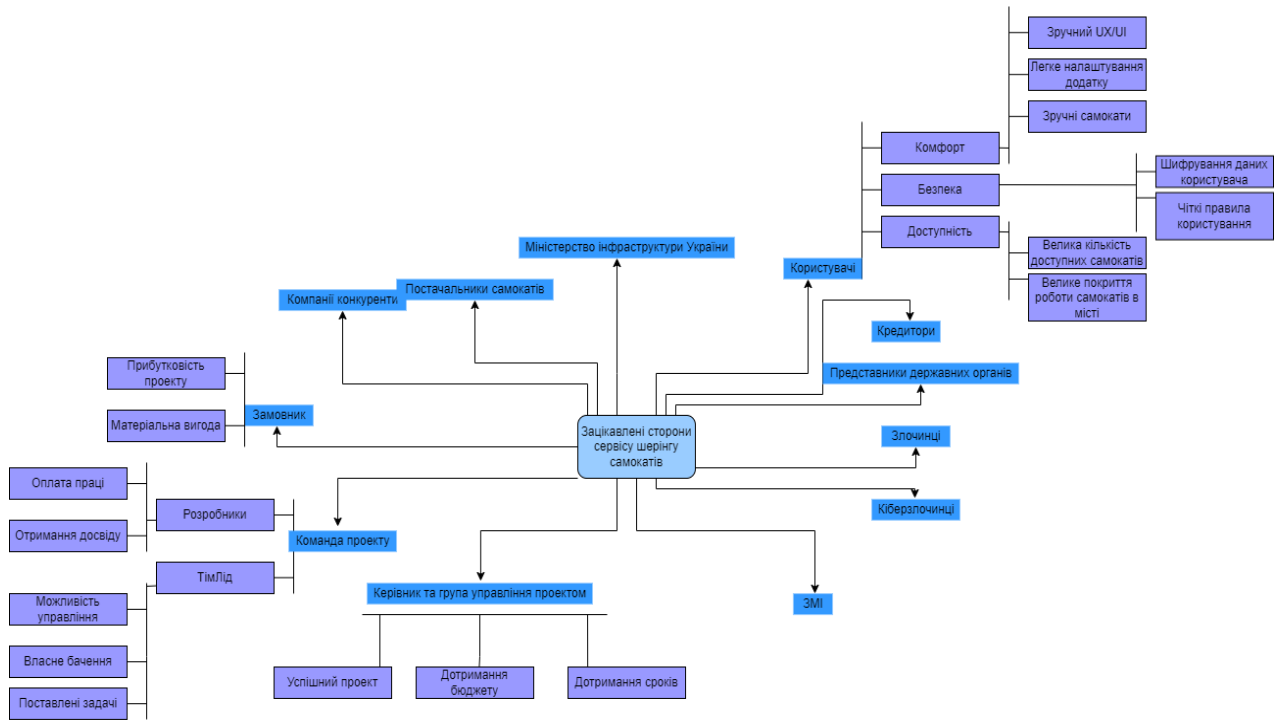 Зручний UX/UI
Легке налаштування
додатку
Зручні самокати
Комфорт
Безпека
Доступність
Шифрування даних
користувача
Чіткі правила
користування
Велика кількість
доступних самокатів
Велике покриття
роботи самокатів в
місті
Міністерство інфраструктури України
Користувачі
Постачальники самокатів
Компанії конкуренти
Кредитори
Представники державних органів
Прибутковість
проекту
Матеріальна вигода
Замовник
Зацікавлені сторони
сервісу шерінгу
самокатів
Злочинці
Кіберзлочинці
Оплата праці
Отримання досвіду
Розробники
Команда проекту
ТімЛід
Можливість
управління
Власне бачення
Поставлені задачі
Керівник та група управління проектом
ЗМІ
Успішний проект
Дотримання
бюджету
Дотримання сроків